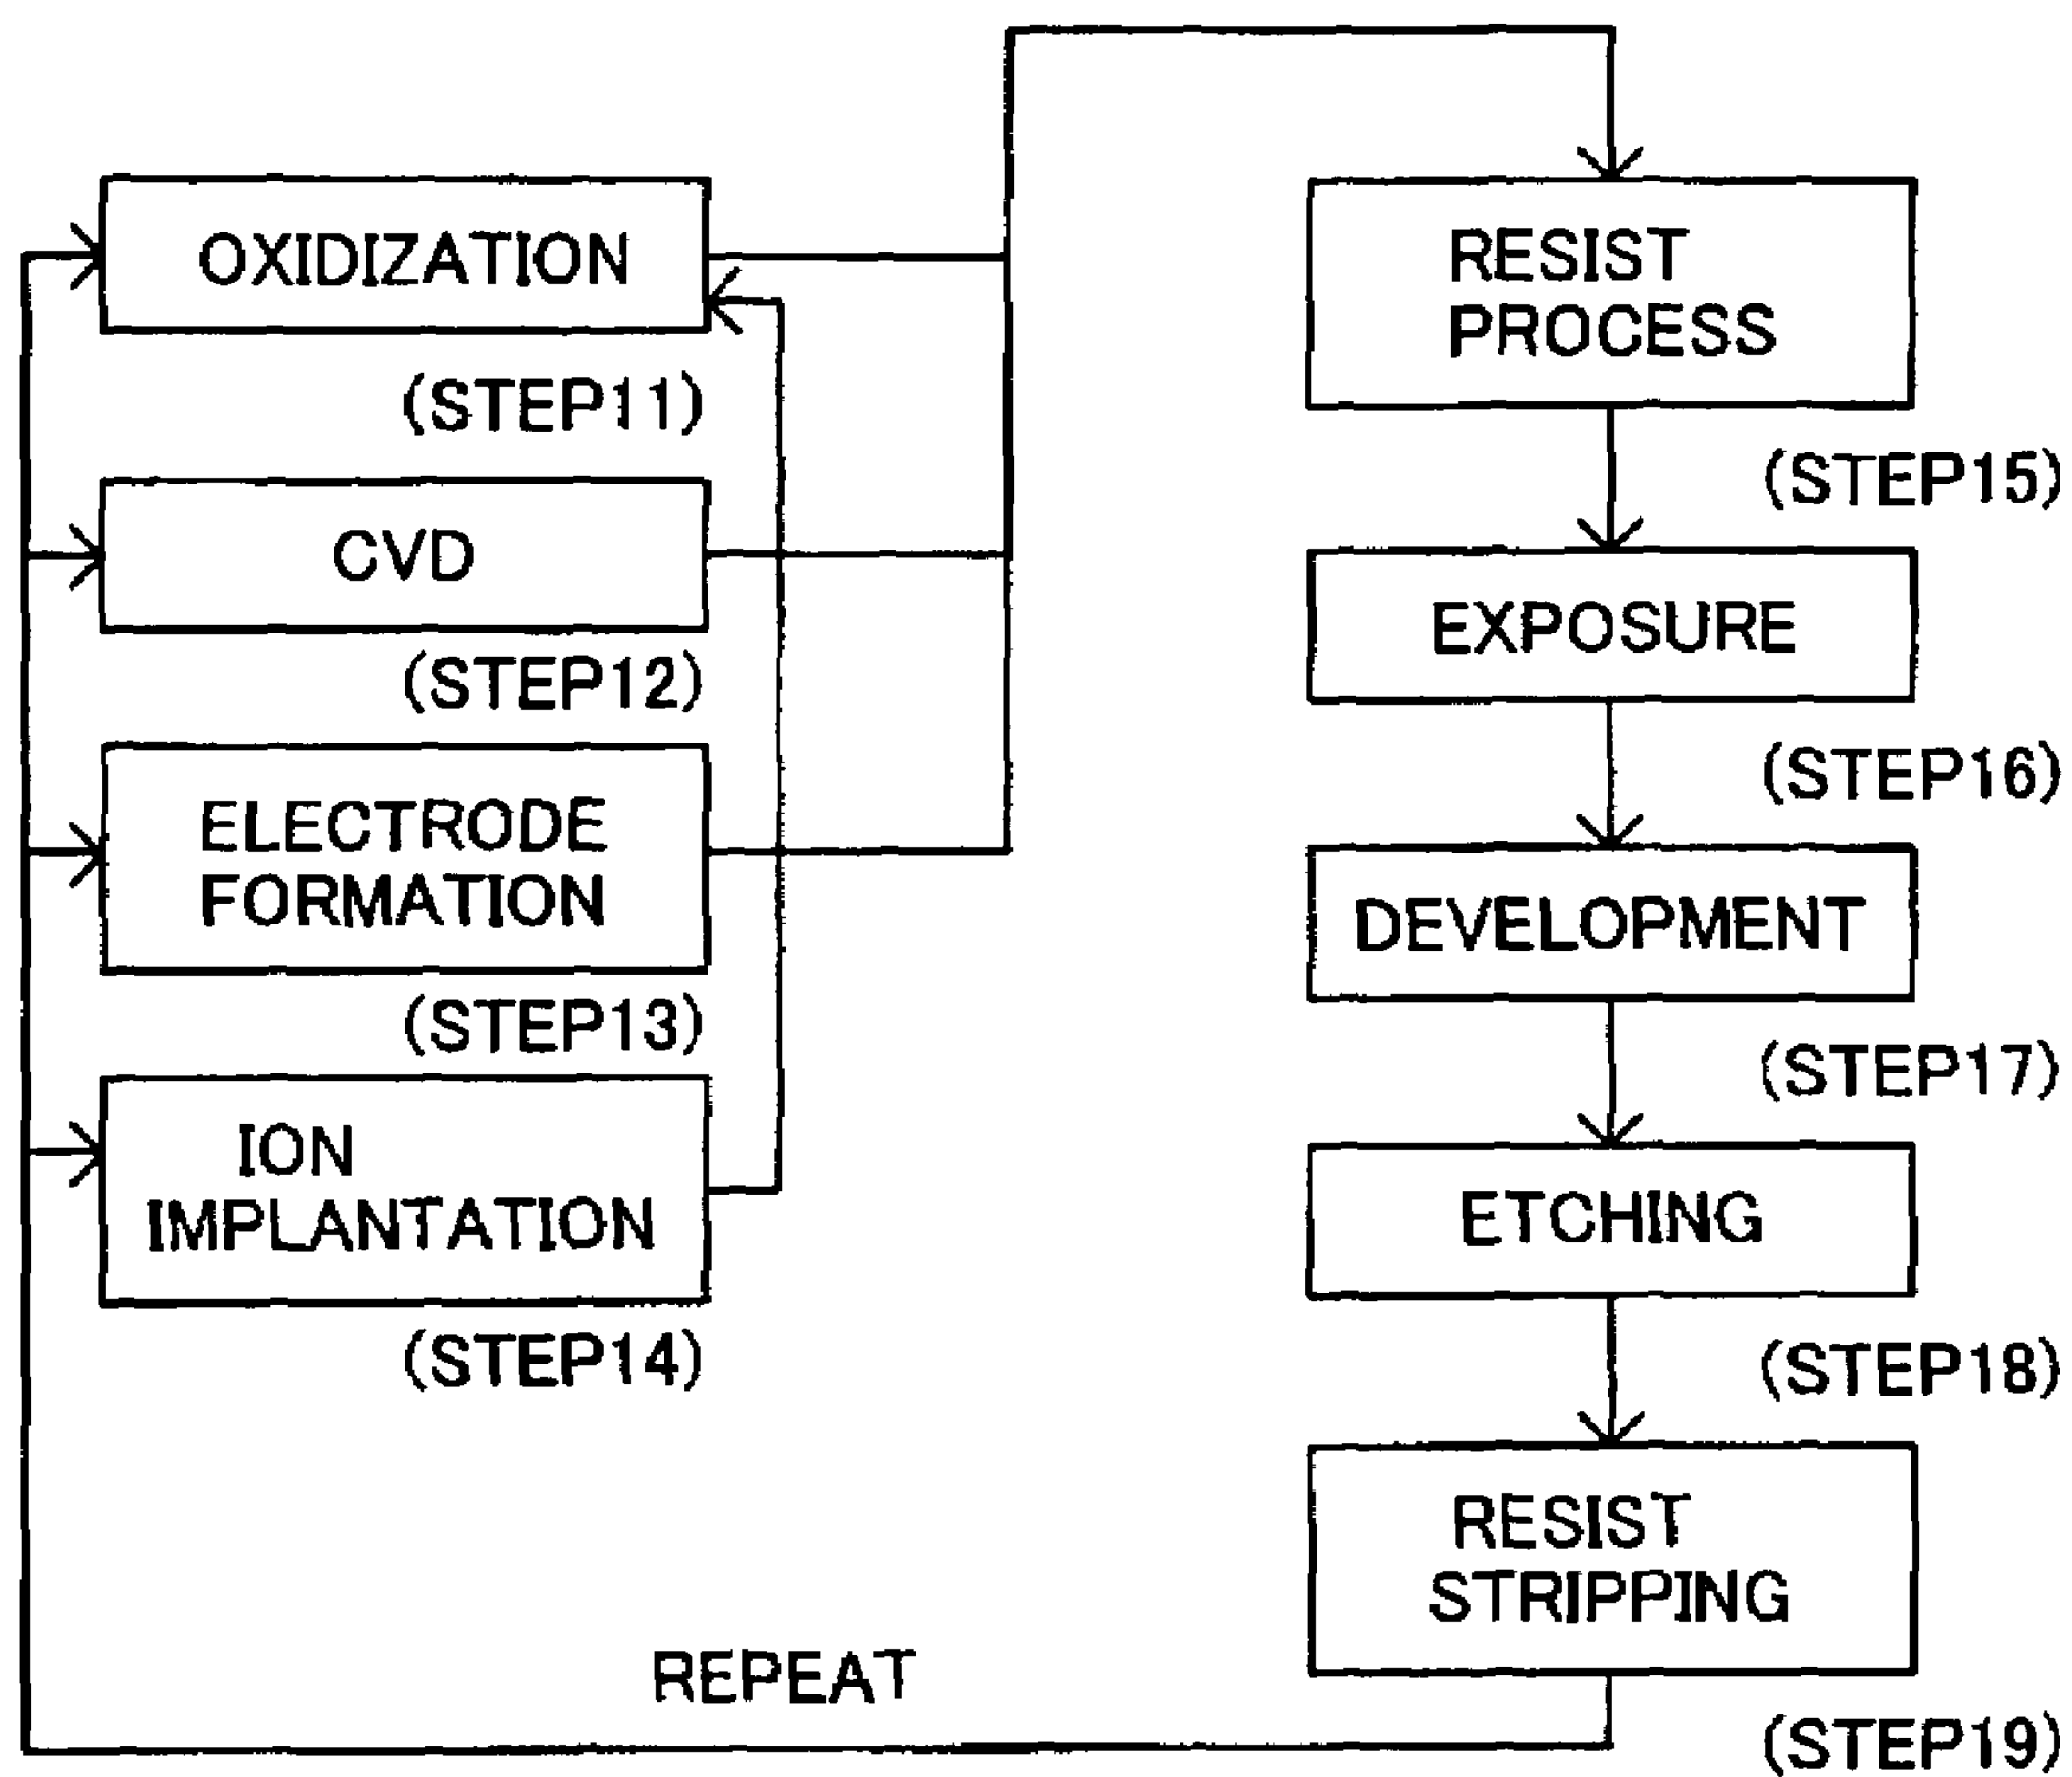 OXIDIZATION
(STEP11)
CVD
(STEP12)
ELECTRODE
FORMATION
(STEP13)
ION
IMPLANTATION
(STEP14)
RESIST
PROCESS
(STEP15)
EXPOSURE
(STEP16)
DEVELOPMENT
(STEP17)
ETCHING
(STEP18)
RESIST
STRIPPING
(STEP19)
REPEAT